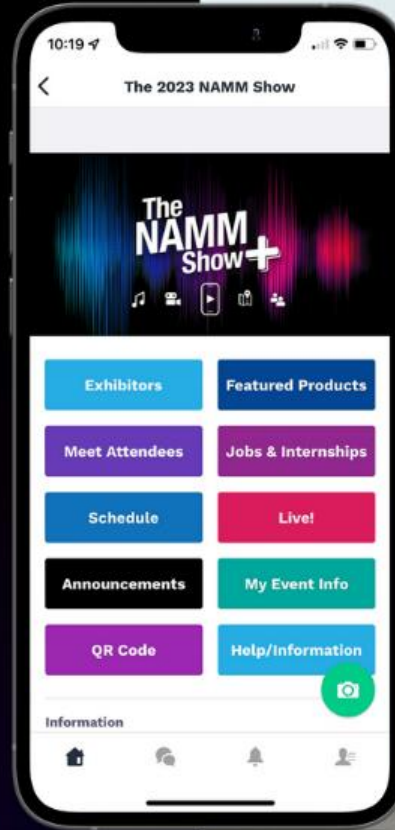 10:19
The 2023 NAMM Show
The
NAMM
Show+
Exhibitors
Featured Products
Meet Attendees
Jobs & Internships
Schedule
Live!
Announcements
My Event Info
QR Code
Help/Information
Information